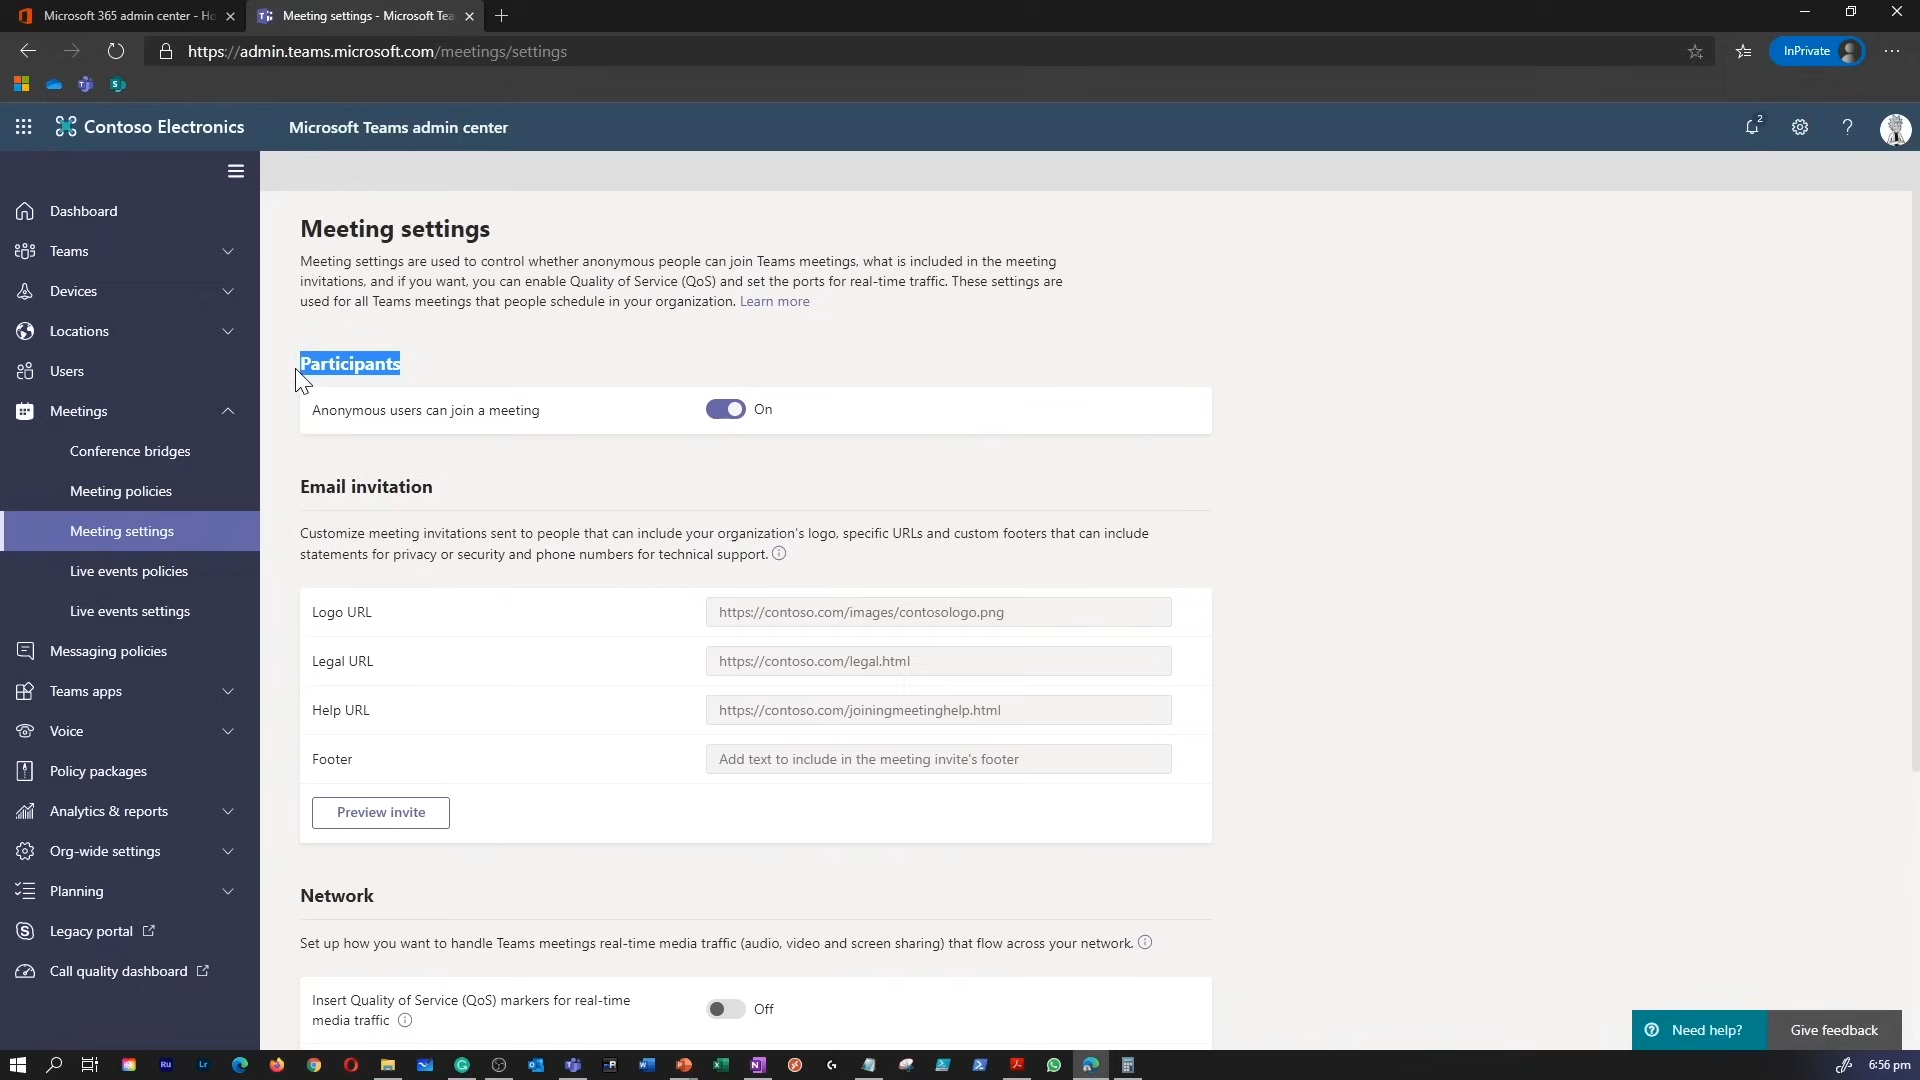 Microsoft 365 admin center - Ho
Meeting settings - Microsoft Tea
https://admin.teams.microsoft.com/meetings/settings
InPrivate
Contoso Electronics
Microsoft Teams admin center
2
Dashboard
Teams
Devices
Locations
Users
Meetings
Conference bridges
Meeting policies
Meeting settings
Live events policies
Live events settings
Messaging policies
Teams apps
Voice
Policy packages
Analytics & reports
Org-wide settings
Planning
Legacy portal
Call quality dashboard
Meeting settings
Meeting settings are used to control whether anonymous people can join Teams meetings, what is included in the meeting
invitations, and if you want, you can enable Quality of Service (QoS) and set the ports for real-time traffic. These settings are
used for all Teams meetings that people schedule in your organization. Learn more
Participants
Anonymous users can join a meeting
On
Email invitation
Customize meeting invitations sent to people that can include your organization's logo, specific URLs and custom footers that can include
statements for privacy or security and phone numbers for technical support.
Logo URL
https://contoso.com/images/contosologo.png
Legal URL
https://contoso.com/legal.html
Help URL
https://contoso.com/joiningmeetinghelp.html
Footer
Add text to include in the meeting invite's footer
Preview invite
Network
Set up how you want to handle Teams meetings real-time media traffic (audio, video and screen sharing) that flow across your network.
Insert Quality of Service (QoS) markers for real-time
media traffic
Off
Need help?
Give feedback
6:56 pm